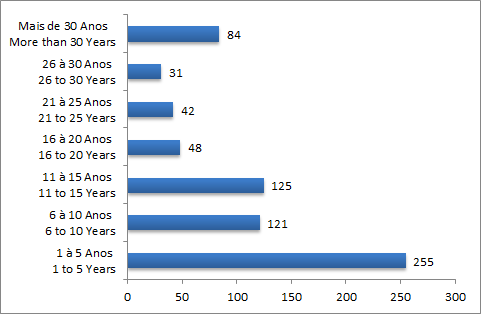 Mais de 30 Anos
More than 30 Years
84
26 à 30 Anos
26 to 30 Years
31
21 à 25 Anos
21 to 25 Years
42
16 à 20 Anos
16 to 20 Years
48
11 à 15 Anos
11 to 15 Years
125
6 à 10 Anos
6 to 10 Years
121
1 à 5 Anos
1 to 5 Years
255
0 50 100 150 200 250 300